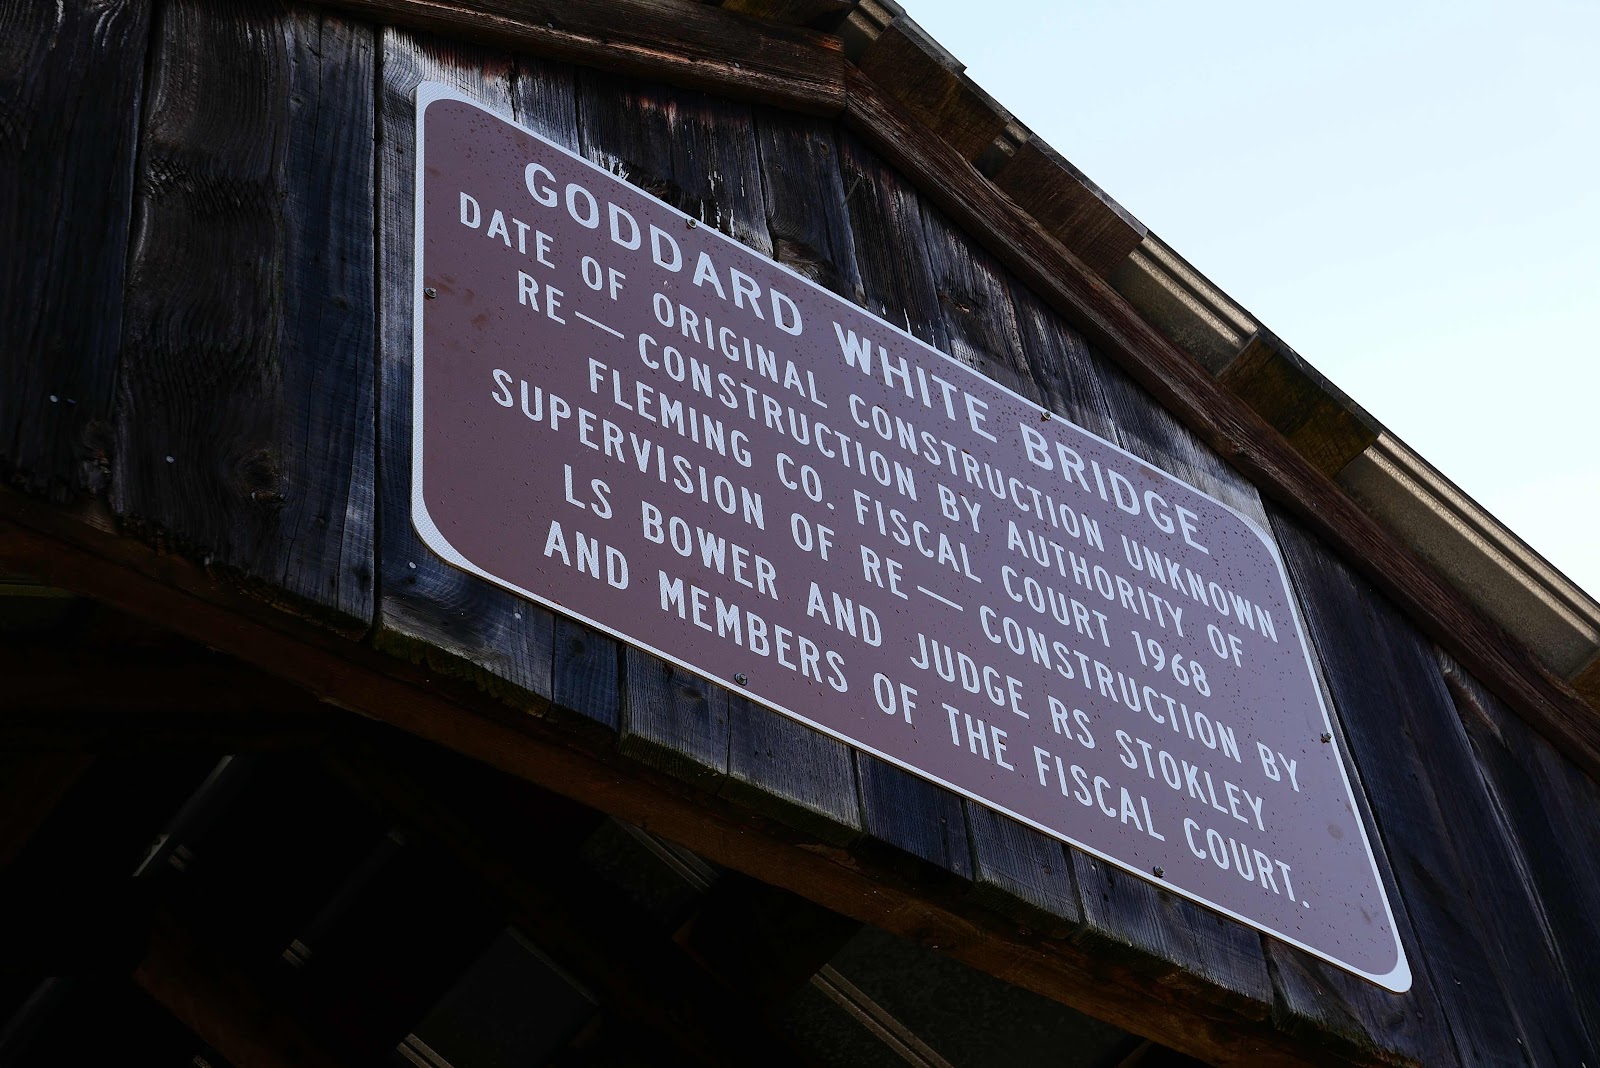 GODDARD WHITE BRIDGE
DATE OF ORIGINAL CONSTRUCTION UNKNOWN
RE—CONSTRUCTION BY AUTHORITY OF
FLEMING CO. FISCAL COURT 1968
SUPERVISION OF RE—CONSTRUCTION BY
LS BOWER AND JUDGE RS STOKLEY
AND MEMBERS OF THE FISCAL COURT.